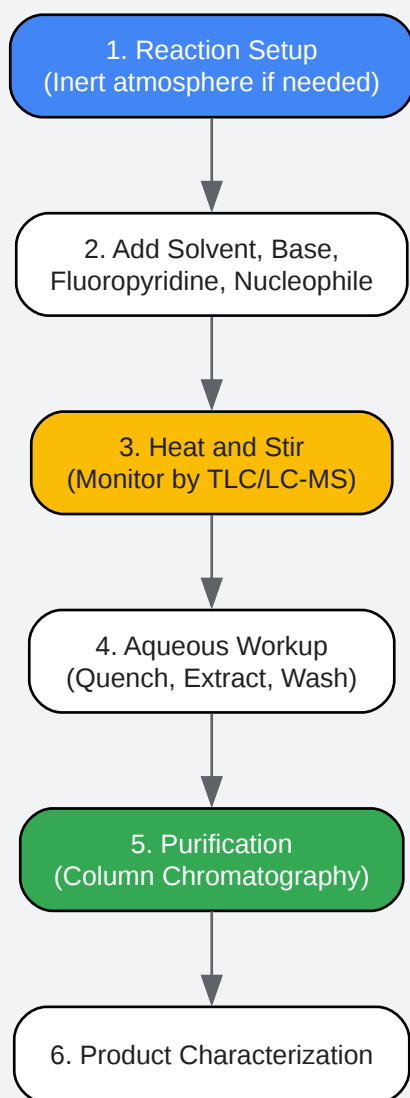 1. Reaction Setup
(Inert atmosphere if needed)
2. Add Solvent, Base,
Fluoropyridine, Nucleophile
3. Heat and Stir
(Monitor by TLC/LC-MS)
4. Aqueous Workup
(Quench, Extract, Wash)
5. Purification
(Column Chromatography)
6. Product Characterization